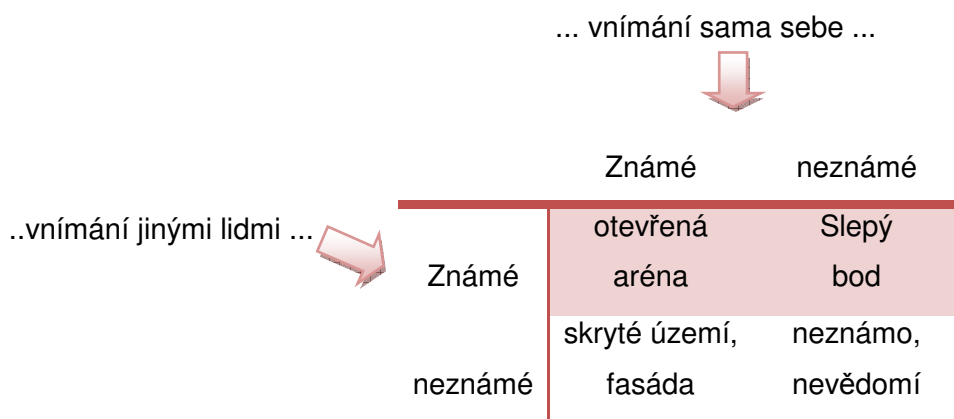 ... vnímání sama sebe ...
Známé neznámé
..vnímání jinými lidmi ...
otevřená Slepý
Známé aréna bod
skryté území, neznámo,
neznámé fasáda nevědomí